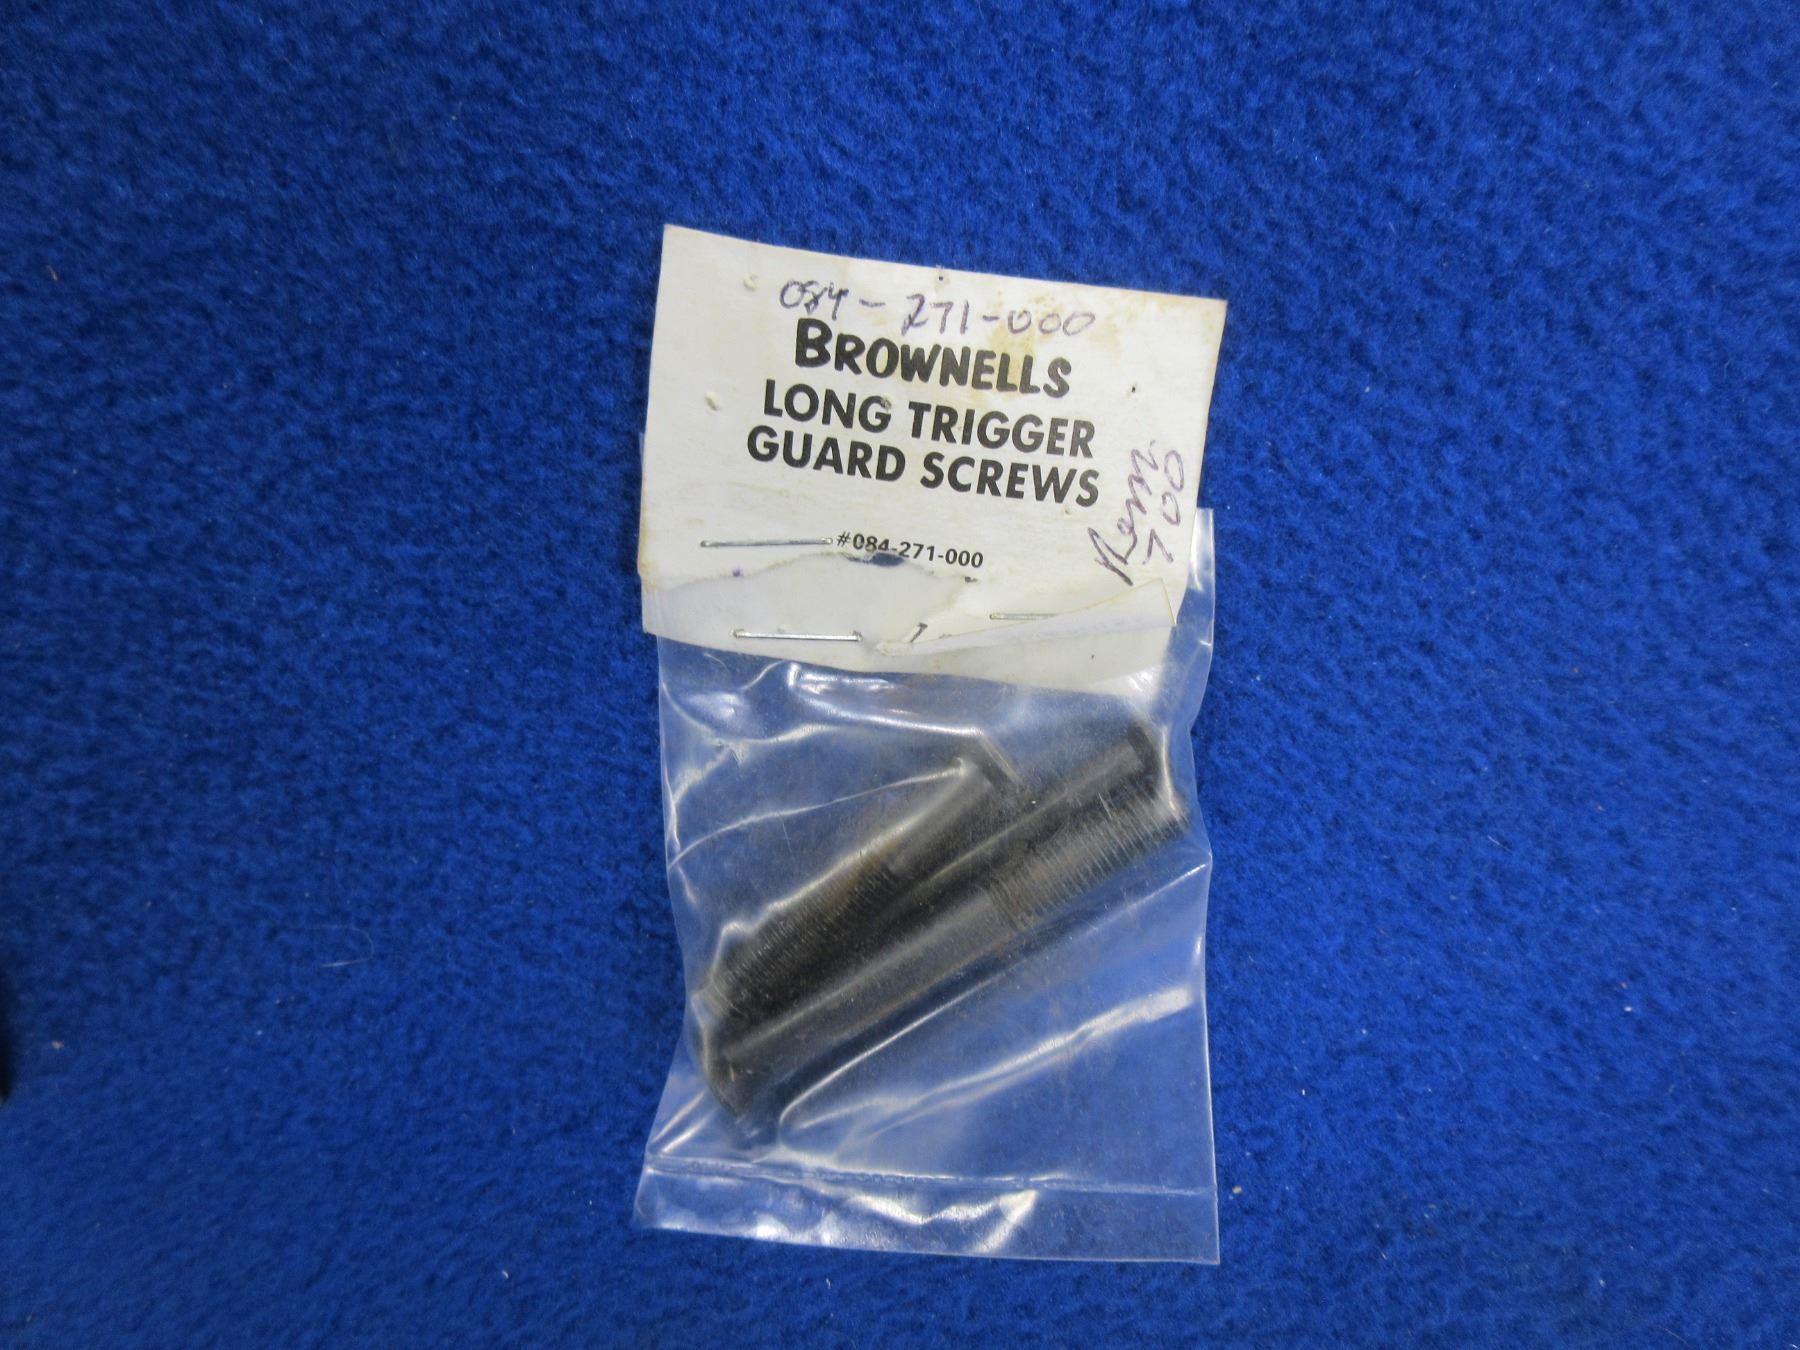 084-271-000
BROWNELLS
LONG TRIGGER
GUARD SCREWS
#084-271-000
Rem
700